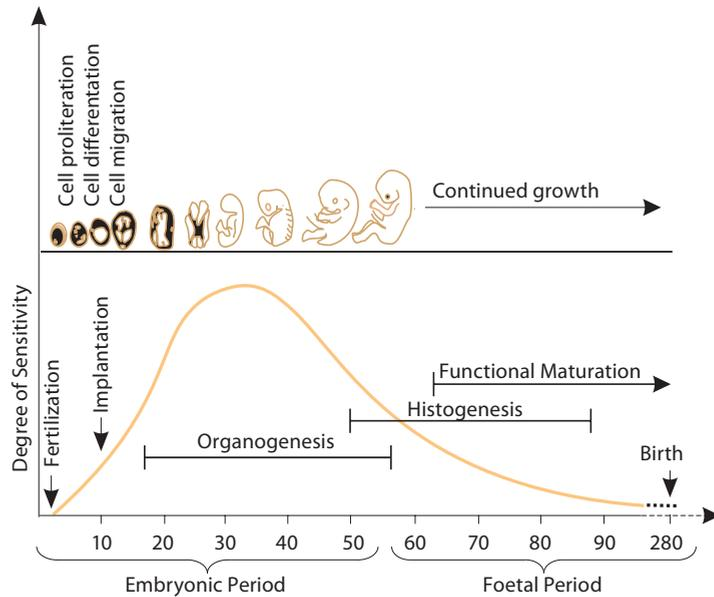 Cell proliteration
Cell differentation
Cell migration
Continued growth
Degree of Sensitivity
Fertilization
Implantation
Functional Maturation
Histogenesis
Organogenesis
Birth
10 20 30 40 50 60 70 80 90 280
Embryonic Period
Foetal Period